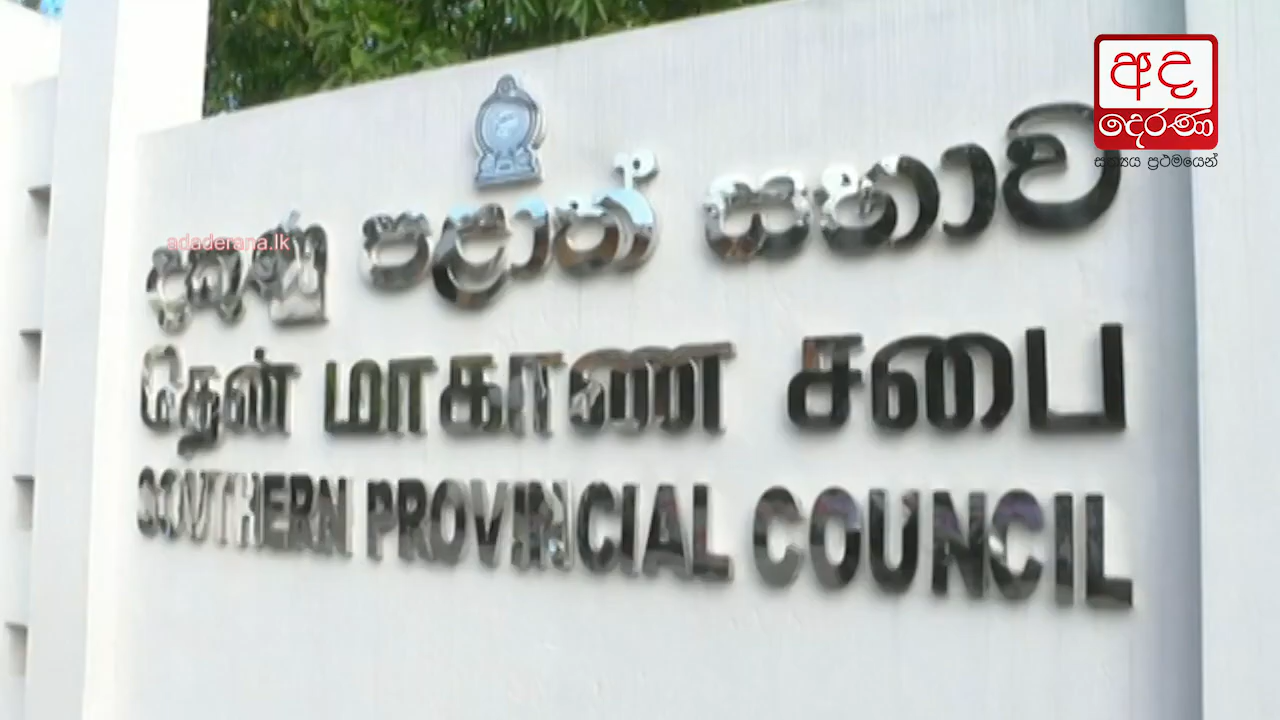 අද
දෙරණ
සත්‍යය ප්‍රථමයෙන්
adaderana.lk
දකුණු පළාත් සභාව
தென் மாகாண சபை
SOUTHERN PROVINCIAL COUNCIL